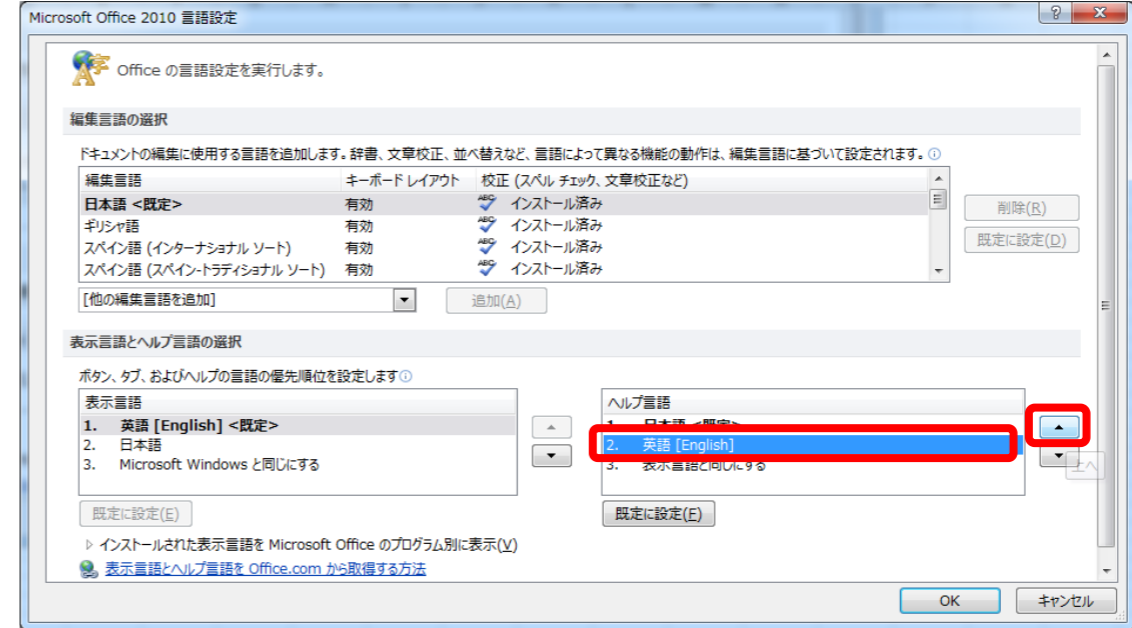 Microsoft Office 2010 言語設定
Office の言語設定を実行します。
編集言語の選択
ドキュメントの編集に使用する言語を追加します。辞書、文章校正、並べ替えなど、言語によって異なる機能の動作は、編集言語に基づいて設定されます。
編集言語 キーボード レイアウト 校正 (スペル チェック、文章校正など)
日本語 <既定> 有効 インストール済み
ギリシャ語 有効 インストール済み
スペイン語 (インターナショナル ソート) 有効 インストール済み
スペイン語 (スペイン-トラディショナル ソート) 有効 インストール済み
削除(R)
既定に設定(D)
[他の編集言語を追加] 追加(A)
表示言語とヘルプ言語の選択
ボタン、タブ、およびヘルプの言語の優先順位を設定します
表示言語
1. 英語 [English] <既定>
2. 日本語
3. Microsoft Windows と同じにする
既定に設定(E)
ヘルプ言語
1. 日本語 <既定>
2. 英語 [English]
3. 表示言語と同じにする
上へ
既定に設定(F)
インストールされた表示言語を Microsoft Office のプログラム別に表示(V)
表示言語とヘルプ言語を Office.com から取得する方法
OK キャンセル